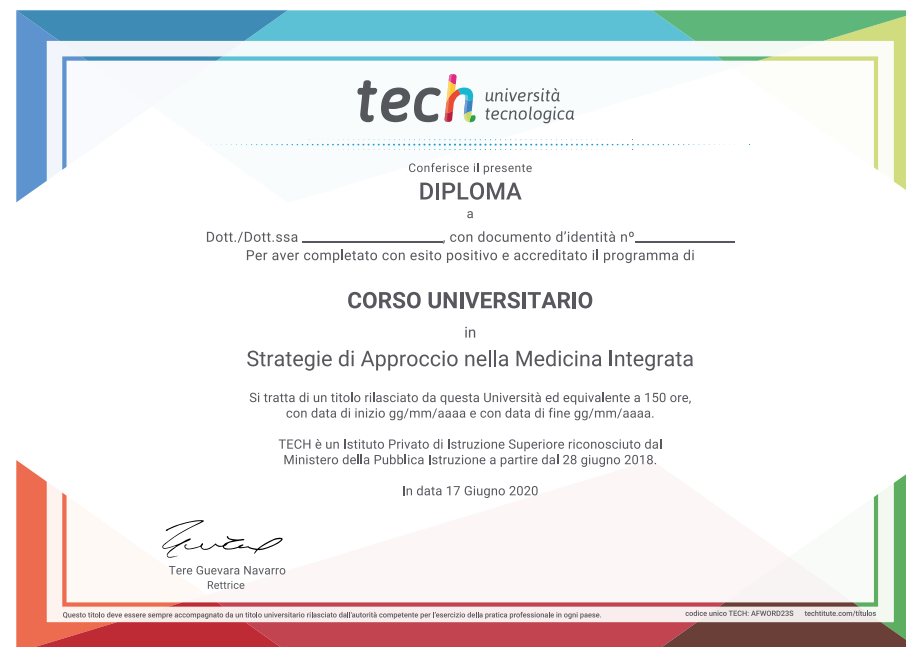 tech università
tecnologica
Conferisce il presente
DIPLOMA
a
Dott./Dott.ssa ____________________, con documento d'identità nº______________
Per aver completato con esito positivo e accreditato il programma di
CORSO UNIVERSITARIO
in
Strategie di Approccio nella Medicina Integrata
Si tratta di un titolo rilasciato da questa Università ed equivalente a 150 ore,
con data di inizio gg/mm/aaaa e con data di fine gg/mm/aaaa.
TECH è un Istituto Privato di Istruzione Superiore riconosciuto dal
Ministero della Pubblica Istruzione a partire dal 28 giugno 2018.
In data 17 Giugno 2020
Tere Guevara Navarro
Rettrice
Questo titolo deve essere sempre accompagnato da un titolo universitario rilasciato dall'autorità competente per l'esercizio della pratica professionale in ogni paese. codice unico TECH: AFWORD23S techtitute.com/títulos